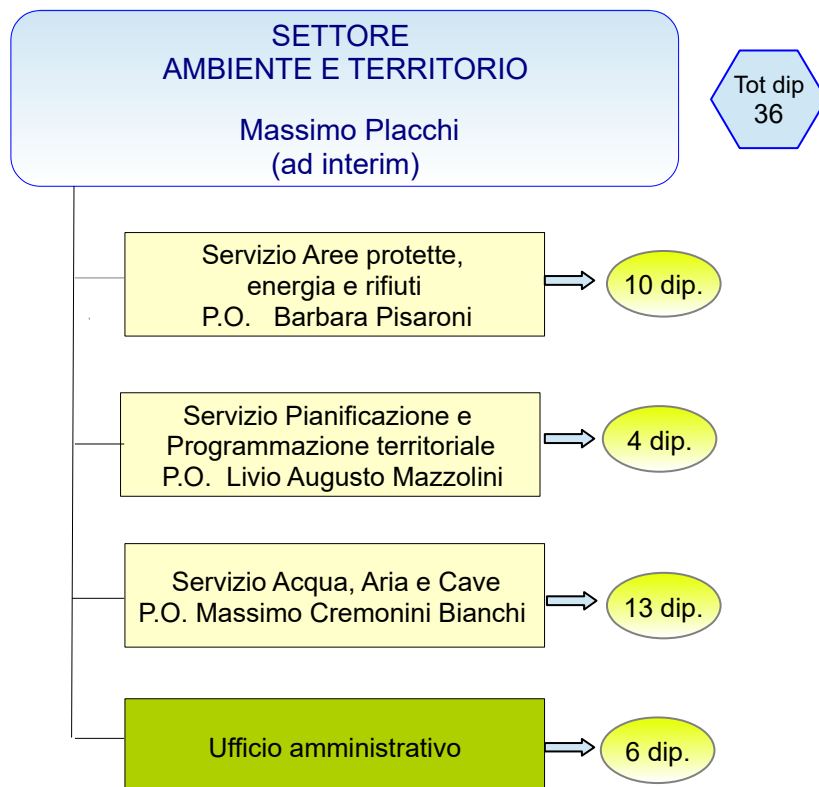 SETTORE
AMBIENTE E TERRITORIO
Massimo Placchi
(ad interim)
Tot dip
36
Servizio Aree protette,
energia e rifiuti
P.O. Barbara Pisaroni
10 dip.
Servizio Pianificazione e
Programmazione territoriale
P.O. Livio Augusto Mazzolini
4 dip.
Servizio Acqua, Aria e Cave
P.O. Massimo Cremonini Bianchi
13 dip.
Ufficio amministrativo
6 dip.